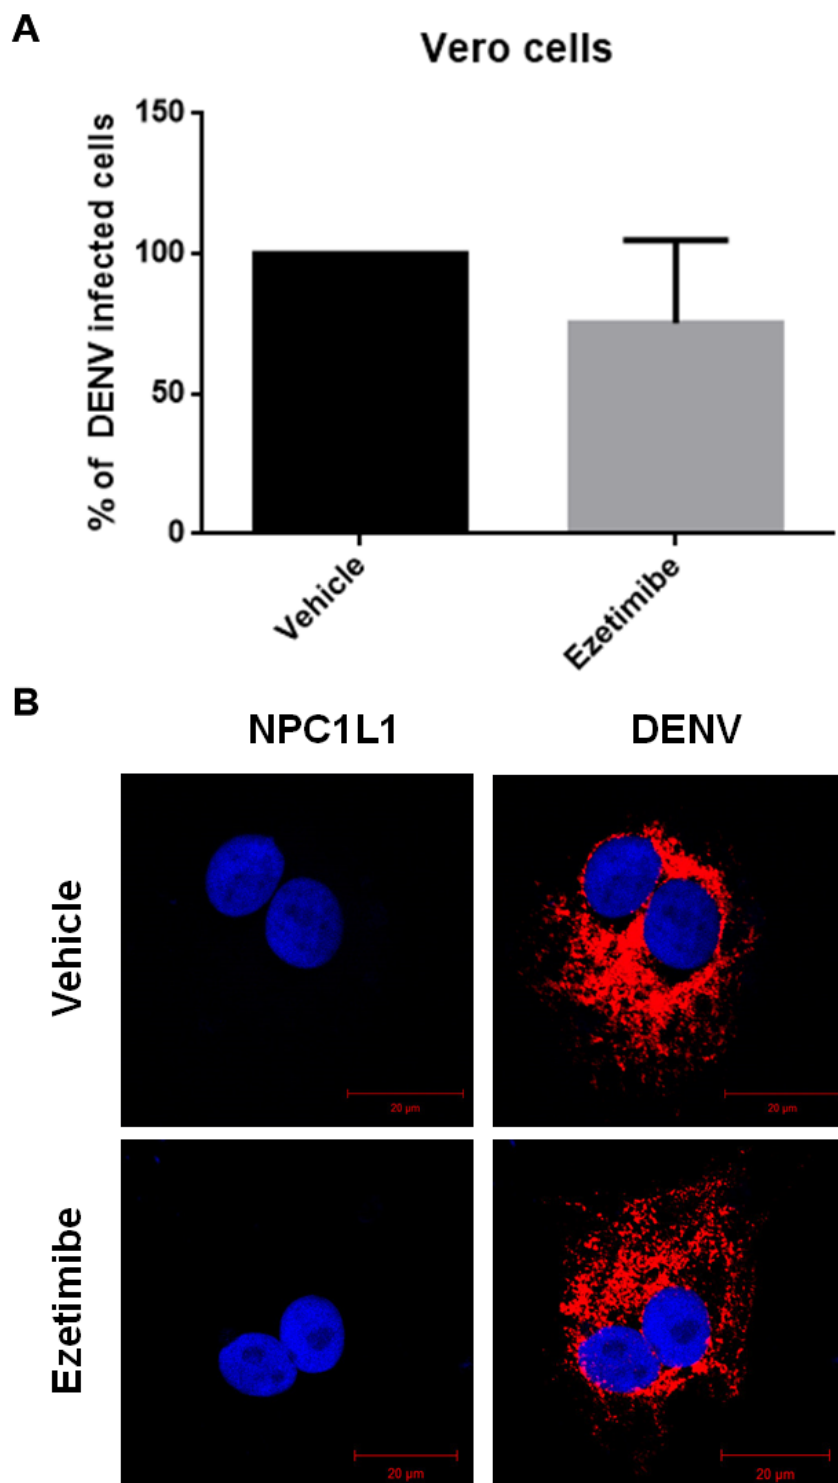 A
Vero cells
% of DENV infected cells
150
100
50
0
Vehicle
Ezetimibe
B
NPC1L1
DENV
Vehicle
20 µm
20 µm
Ezetimibe
20 µm
20 µm